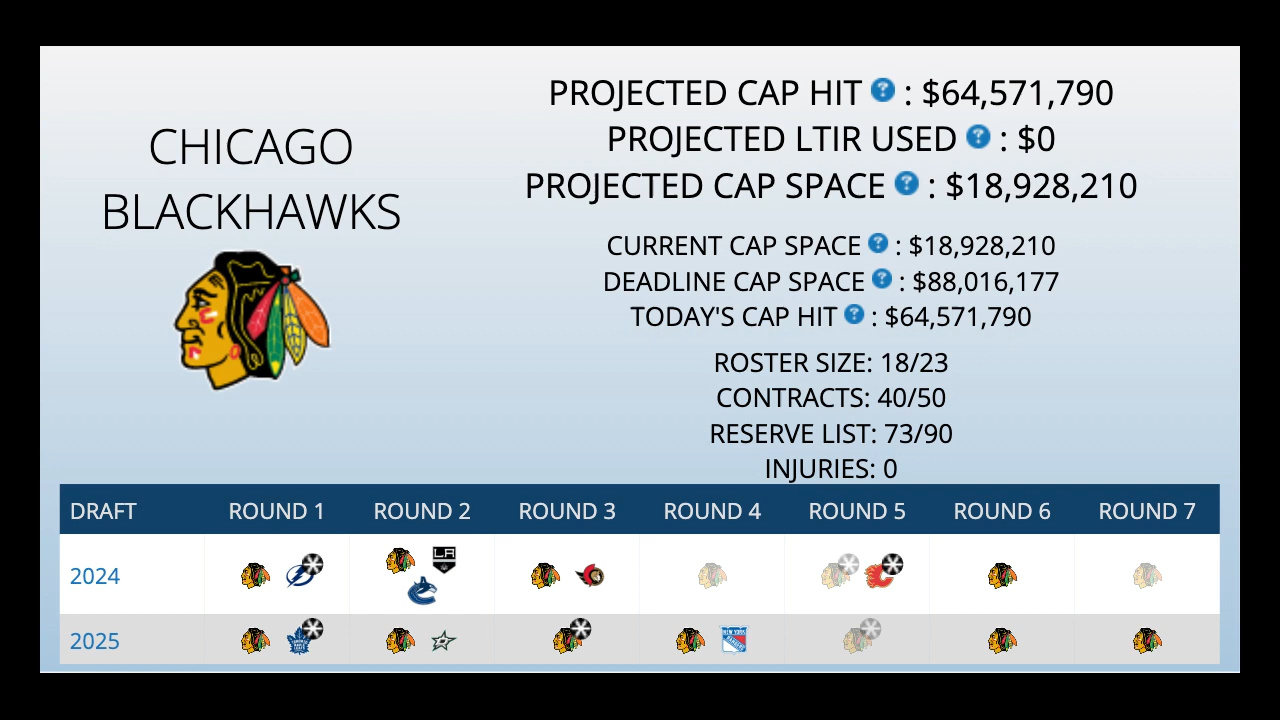 CHICAGO
BLACKHAWKS
PROJECTED CAP HIT ? : $64,571,790
PROJECTED LTIR USED ? : $0
PROJECTED CAP SPACE ? : $18,928,210
CURRENT CAP SPACE ? : $18,928,210
DEADLINE CAP SPACE ? : $88,016,177
TODAY'S CAP HIT ? : $64,571,790
ROSTER SIZE: 18/23
CONTRACTS: 40/50
RESERVE LIST: 73/90
INJURIES: 0
DRAFT ROUND 1 ROUND 2 ROUND 3 ROUND 4 ROUND 5 ROUND 6 ROUND 7
LA
2024
2025 NEW YORK